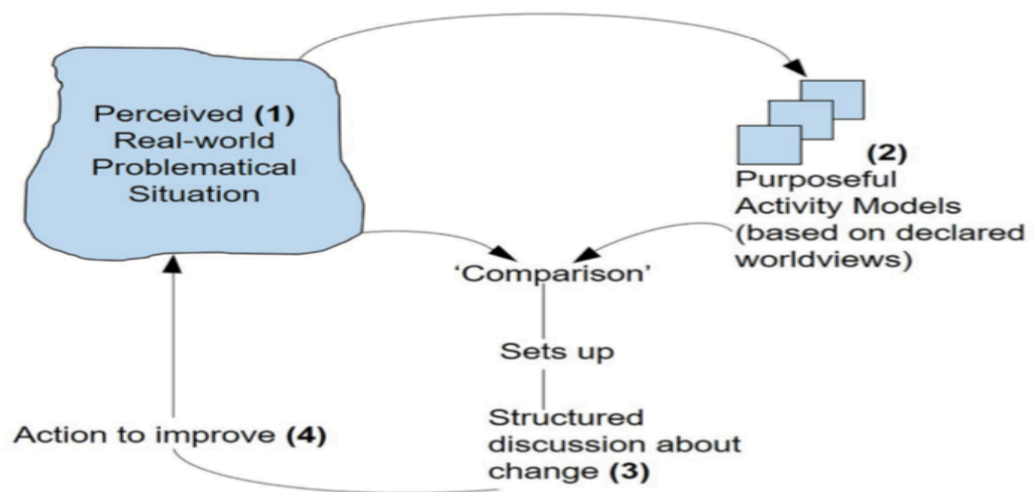 Perceived (1)
Real-world
Problematical
Situation
(2)
Purposeful
Activity Models
(based on declared
worldviews)
‘Comparison’
Sets up
Structured
discussion about
change (3)
Action to improve (4)